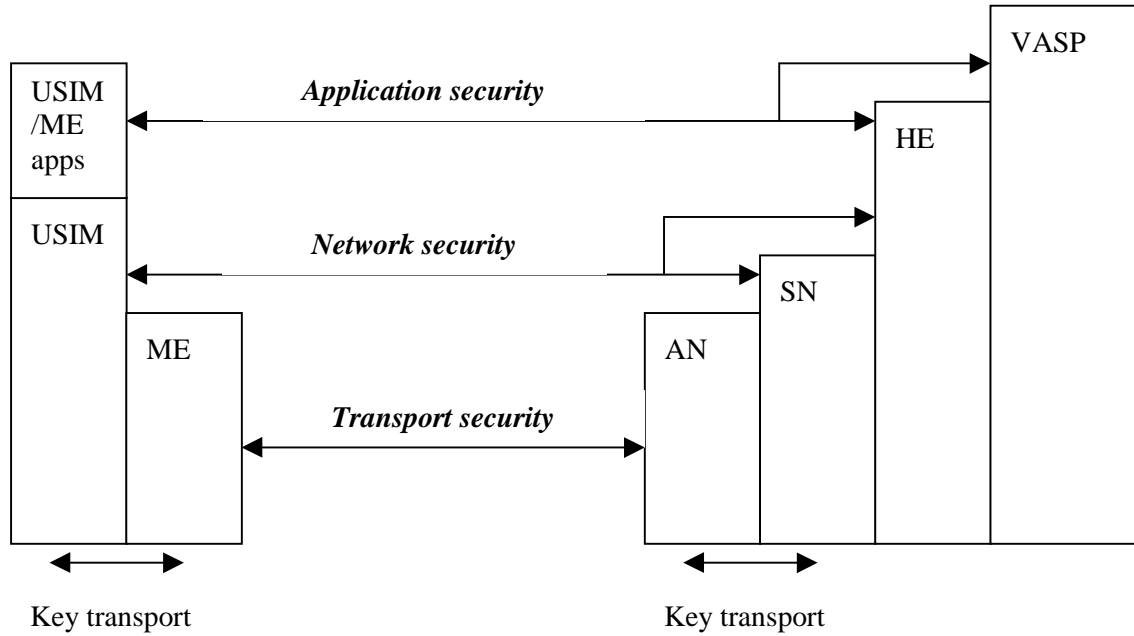 VASP
USIM
/ME
apps
Application security
HE
USIM
Network security
SN
ME
AN
Transport security
Key transport
Key transport